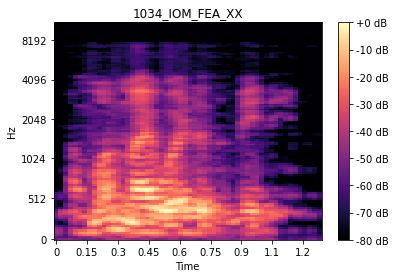 1034_IOM_FEA_XX
+0 dB
8192
-10 dB
4096
-20 dB
-30 dB
2048
Hz
-40 dB
1024
-50 dB
512
-60 dB
-70 dB
0
-80 dB
0 0.15 0.3 0.45 0.6 0.75 0.9 1.1 1.2
Time